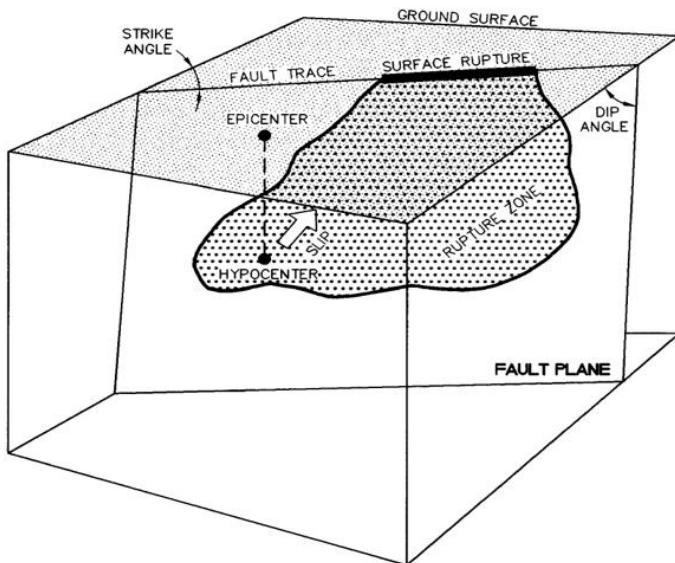 GROUND SURFACE
STRIKE
ANGLE
SURFACE RUPTURE
FAULT TRACE
DIP
ANGLE
EPICENTER
RUPTURE ZONE
SLIP
HYPOCENTER
FAULT PLANE